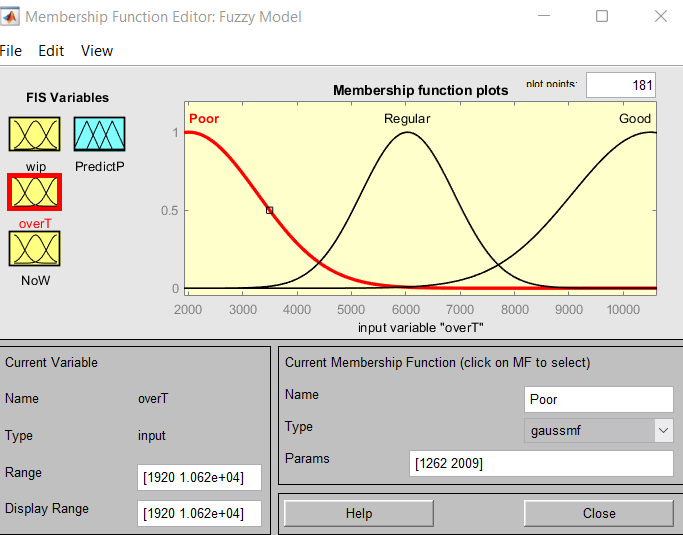 Membership Function Editor: Fuzzy Model
File Edit View
FIS Variables
wip
PredictP
overT
NoW
Membership function plots
plot points:
181
Poor
Regular
Good
1
0.5
0
2000 3000 4000 5000 6000 7000 8000 9000 10000
input variable "overT"
Current Variable
Name overT
Type input
Range [1920 1.062e+04]
Display Range [1920 1.062e+04]
Current Membership Function (click on MF to select)
Name Poor
Type gaussmf
Params [1262 2009]
Help Close